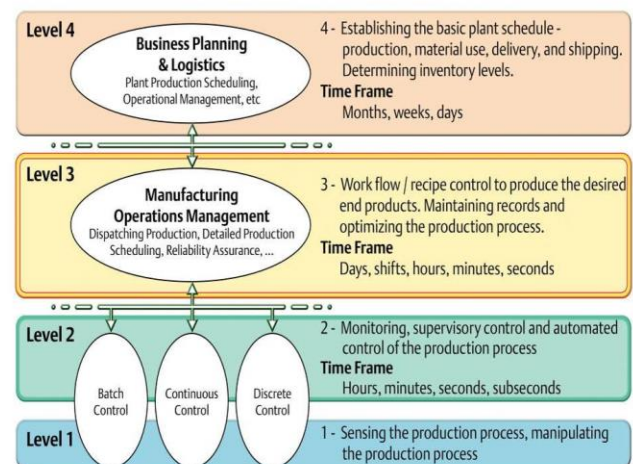 Level 4
Business Planning
& Logistics
Plant Production Scheduling,
Operational Management, etc
4 - Establishing the basic plant schedule -
production, material use, delivery, and shipping.
Determining inventory levels.
Time Frame
Months, weeks, days
Level 3
Manufacturing
Operations Management
Dispatching Production, Detailed Production
Scheduling, Reliability Assurance, ...
3 - Work flow / recipe control to produce the desired
end products. Maintaining records and
optimizing the production process.
Time Frame
Days, shifts, hours, minutes, seconds
Level 2
Batch
Control
Continuous
Control
Discrete
Control
2 - Monitoring, supervisory control and automated
control of the production process
Time Frame
Hours, minutes, seconds, subseconds
Level 1
1 - Sensing the production process, manipulating
the production process